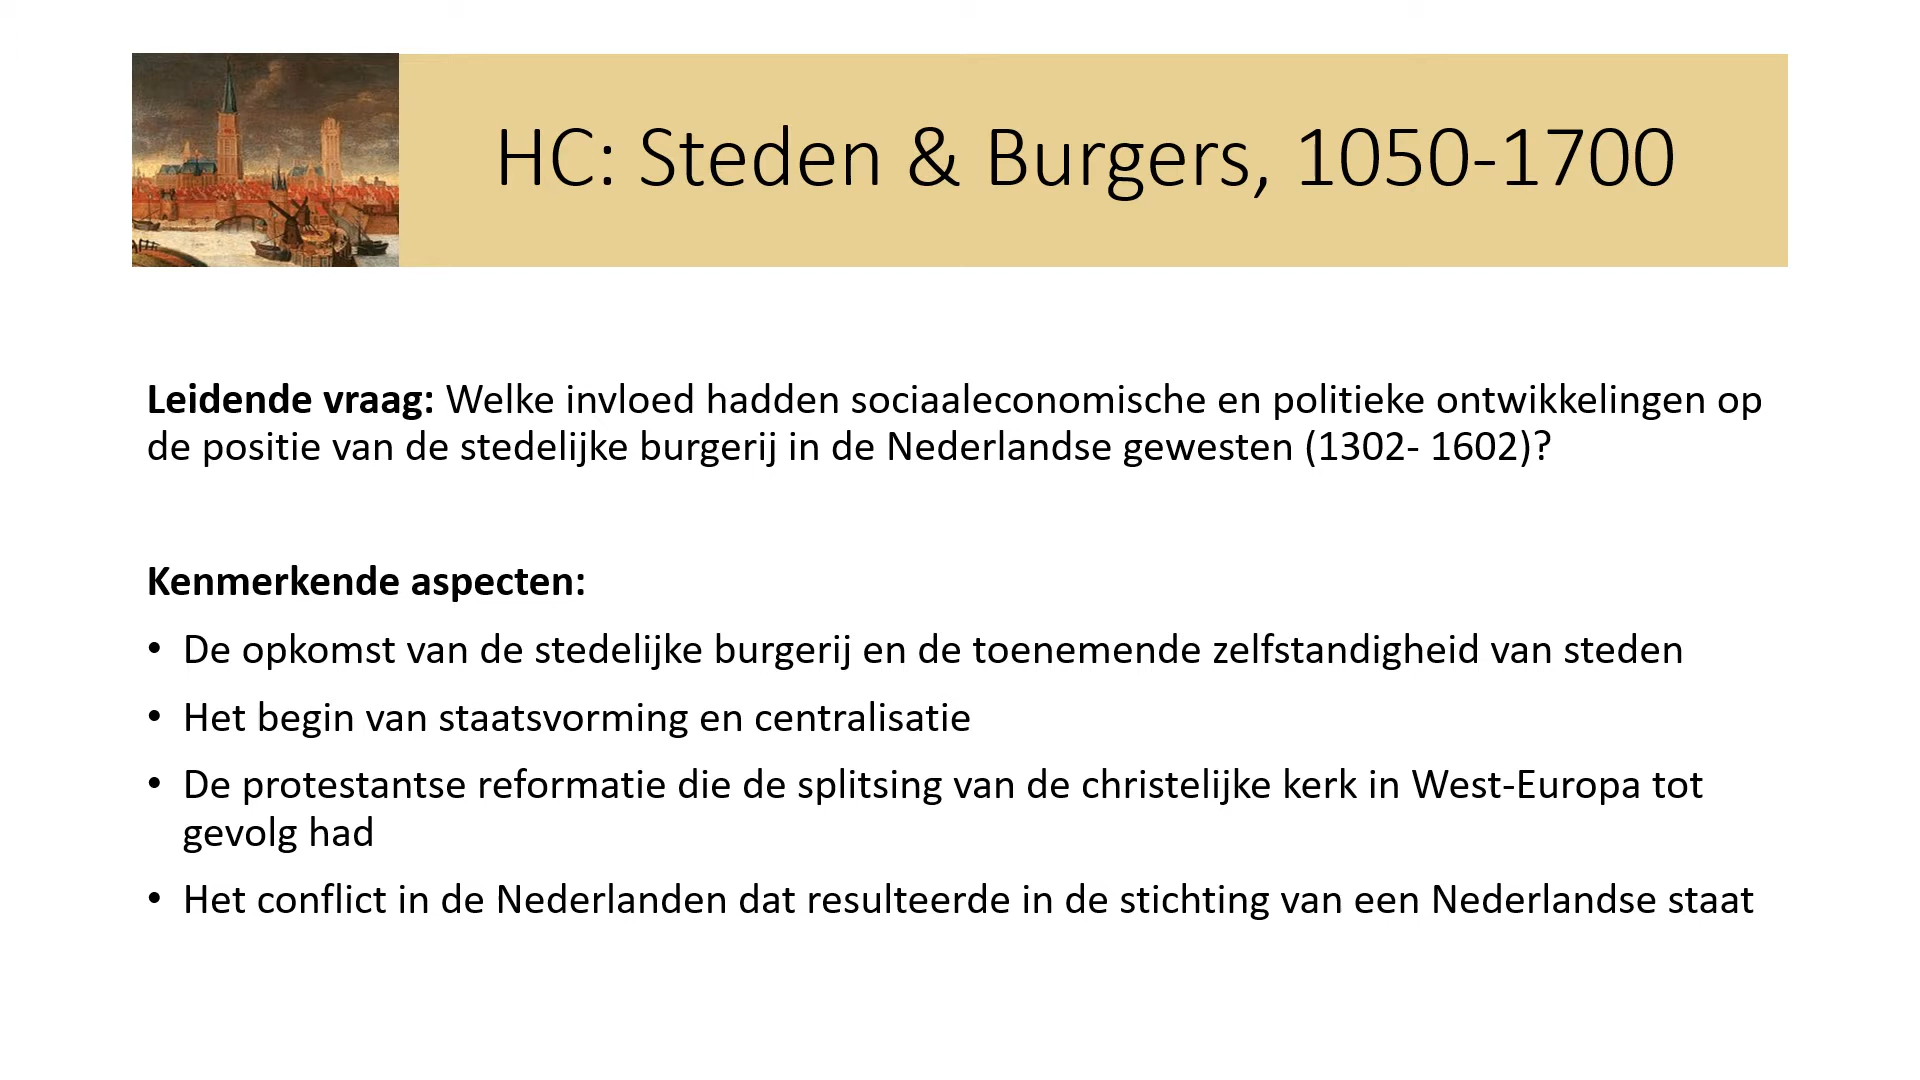 HC: Steden & Burgers, 1050-1700
Leidende vraag: Welke invloed hadden sociaaleconomische en politieke ontwikkelingen op
de positie van de stedelijke burgerij in de Nederlandse gewesten (1302- 1602)?
Kenmerkende aspecten:
• De opkomst van de stedelijke burgerij en de toenemende zelfstandigheid van steden
• Het begin van staatsvorming en centralisatie
• De protestantse reformatie die de splitsing van de christelijke kerk in West-Europa tot
gevolg had
• Het conflict in de Nederlanden dat resulteerde in de stichting van een Nederlandse staat